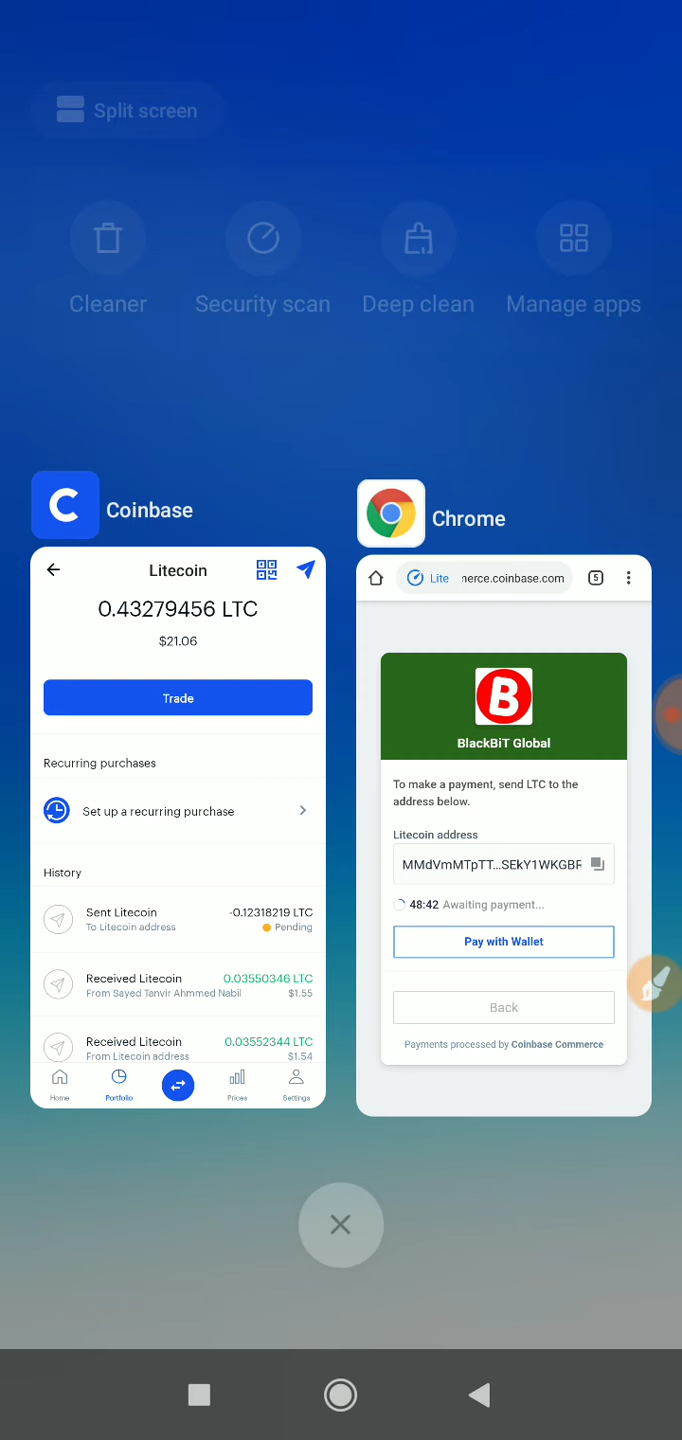 Split screen
Cleaner
Security scan
Deep clean
Manage apps
Coinbase
Litecoin
0.43279456 LTC
$21.06
Trade
Recurring purchases
Set up a recurring purchase
History
Sent Litecoin
-0.12318219 LTC
To Litecoin address
Pending
Received Litecoin
0.03550346 LTC
From Sayed Tanvir Ahmmed Nabil
$1.55
Received Litecoin
0.03552344 LTC
From Litecoin address
$1.54
Home
Portfolio
Prices
Settings
Chrome
Lite
merce.coinbase.com
5
B
BlackBiT Global
To make a payment, send LTC to the
address below.
Litecoin address
MMdVmMTpTT...SEkY1WKGBF
48:42 Awaiting payment...
Pay with Wallet
Back
Payments processed by Coinbase Commerce